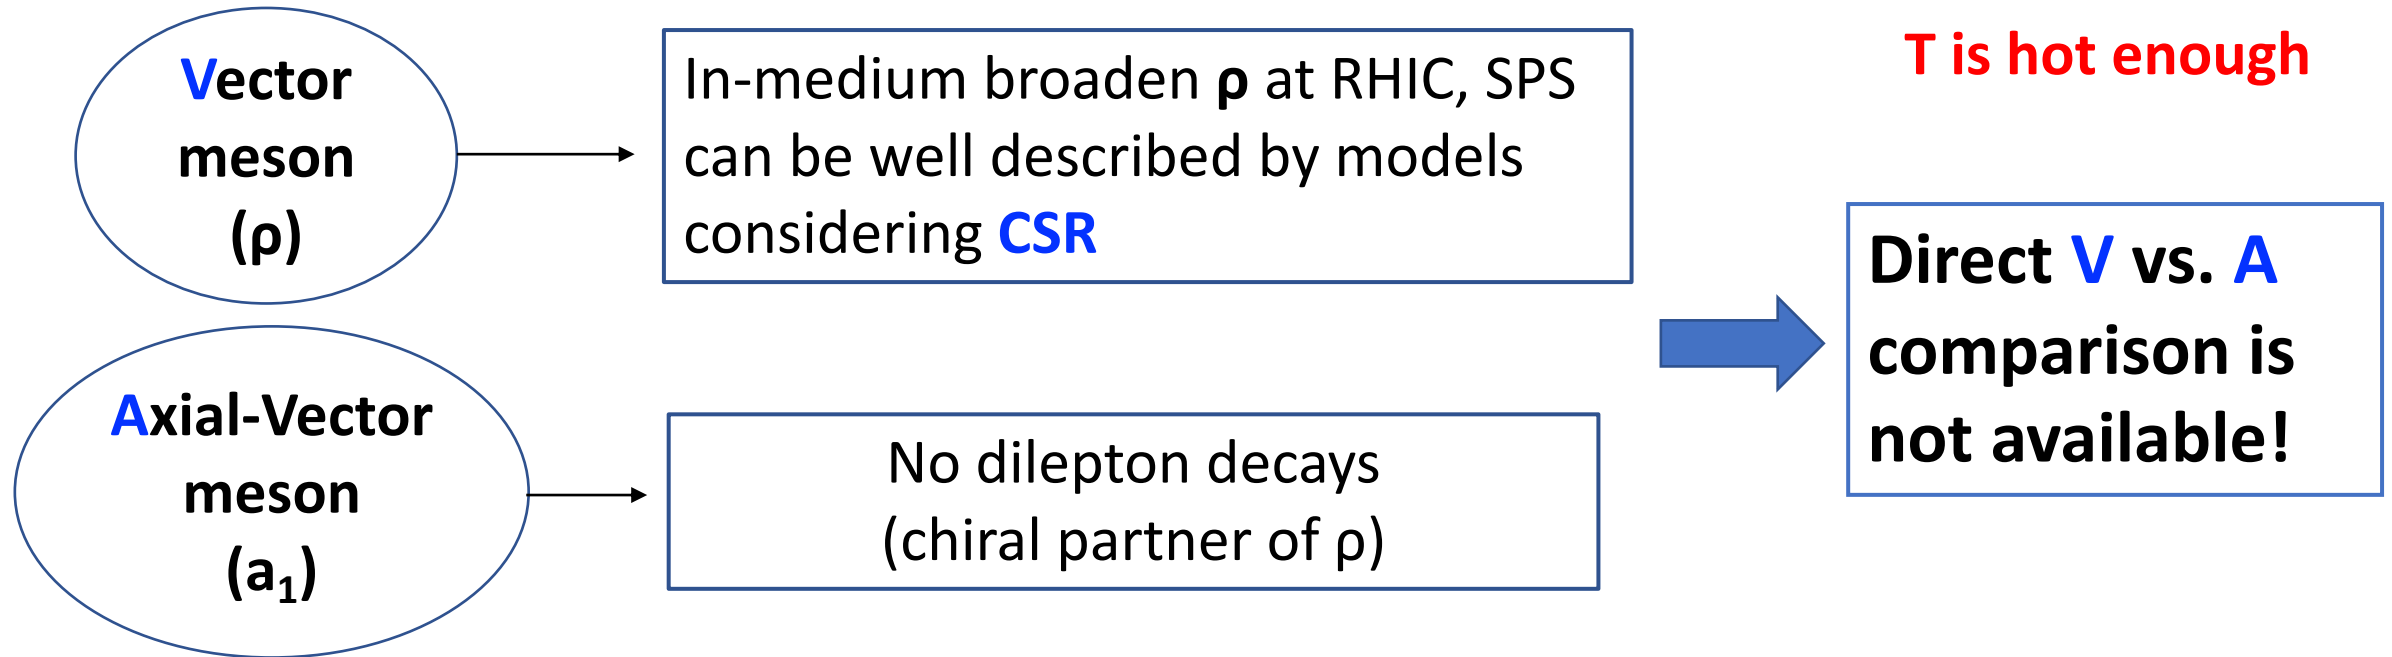 Vector
meson
(ρ)
In-medium broaden ρ at RHIC, SPS
can be well described by models
considering CSR
T is hot enough
Axial-Vector
meson
(a₁)
No dilepton decays
(chiral partner of ρ)
Direct V vs. A
comparison is
not available!